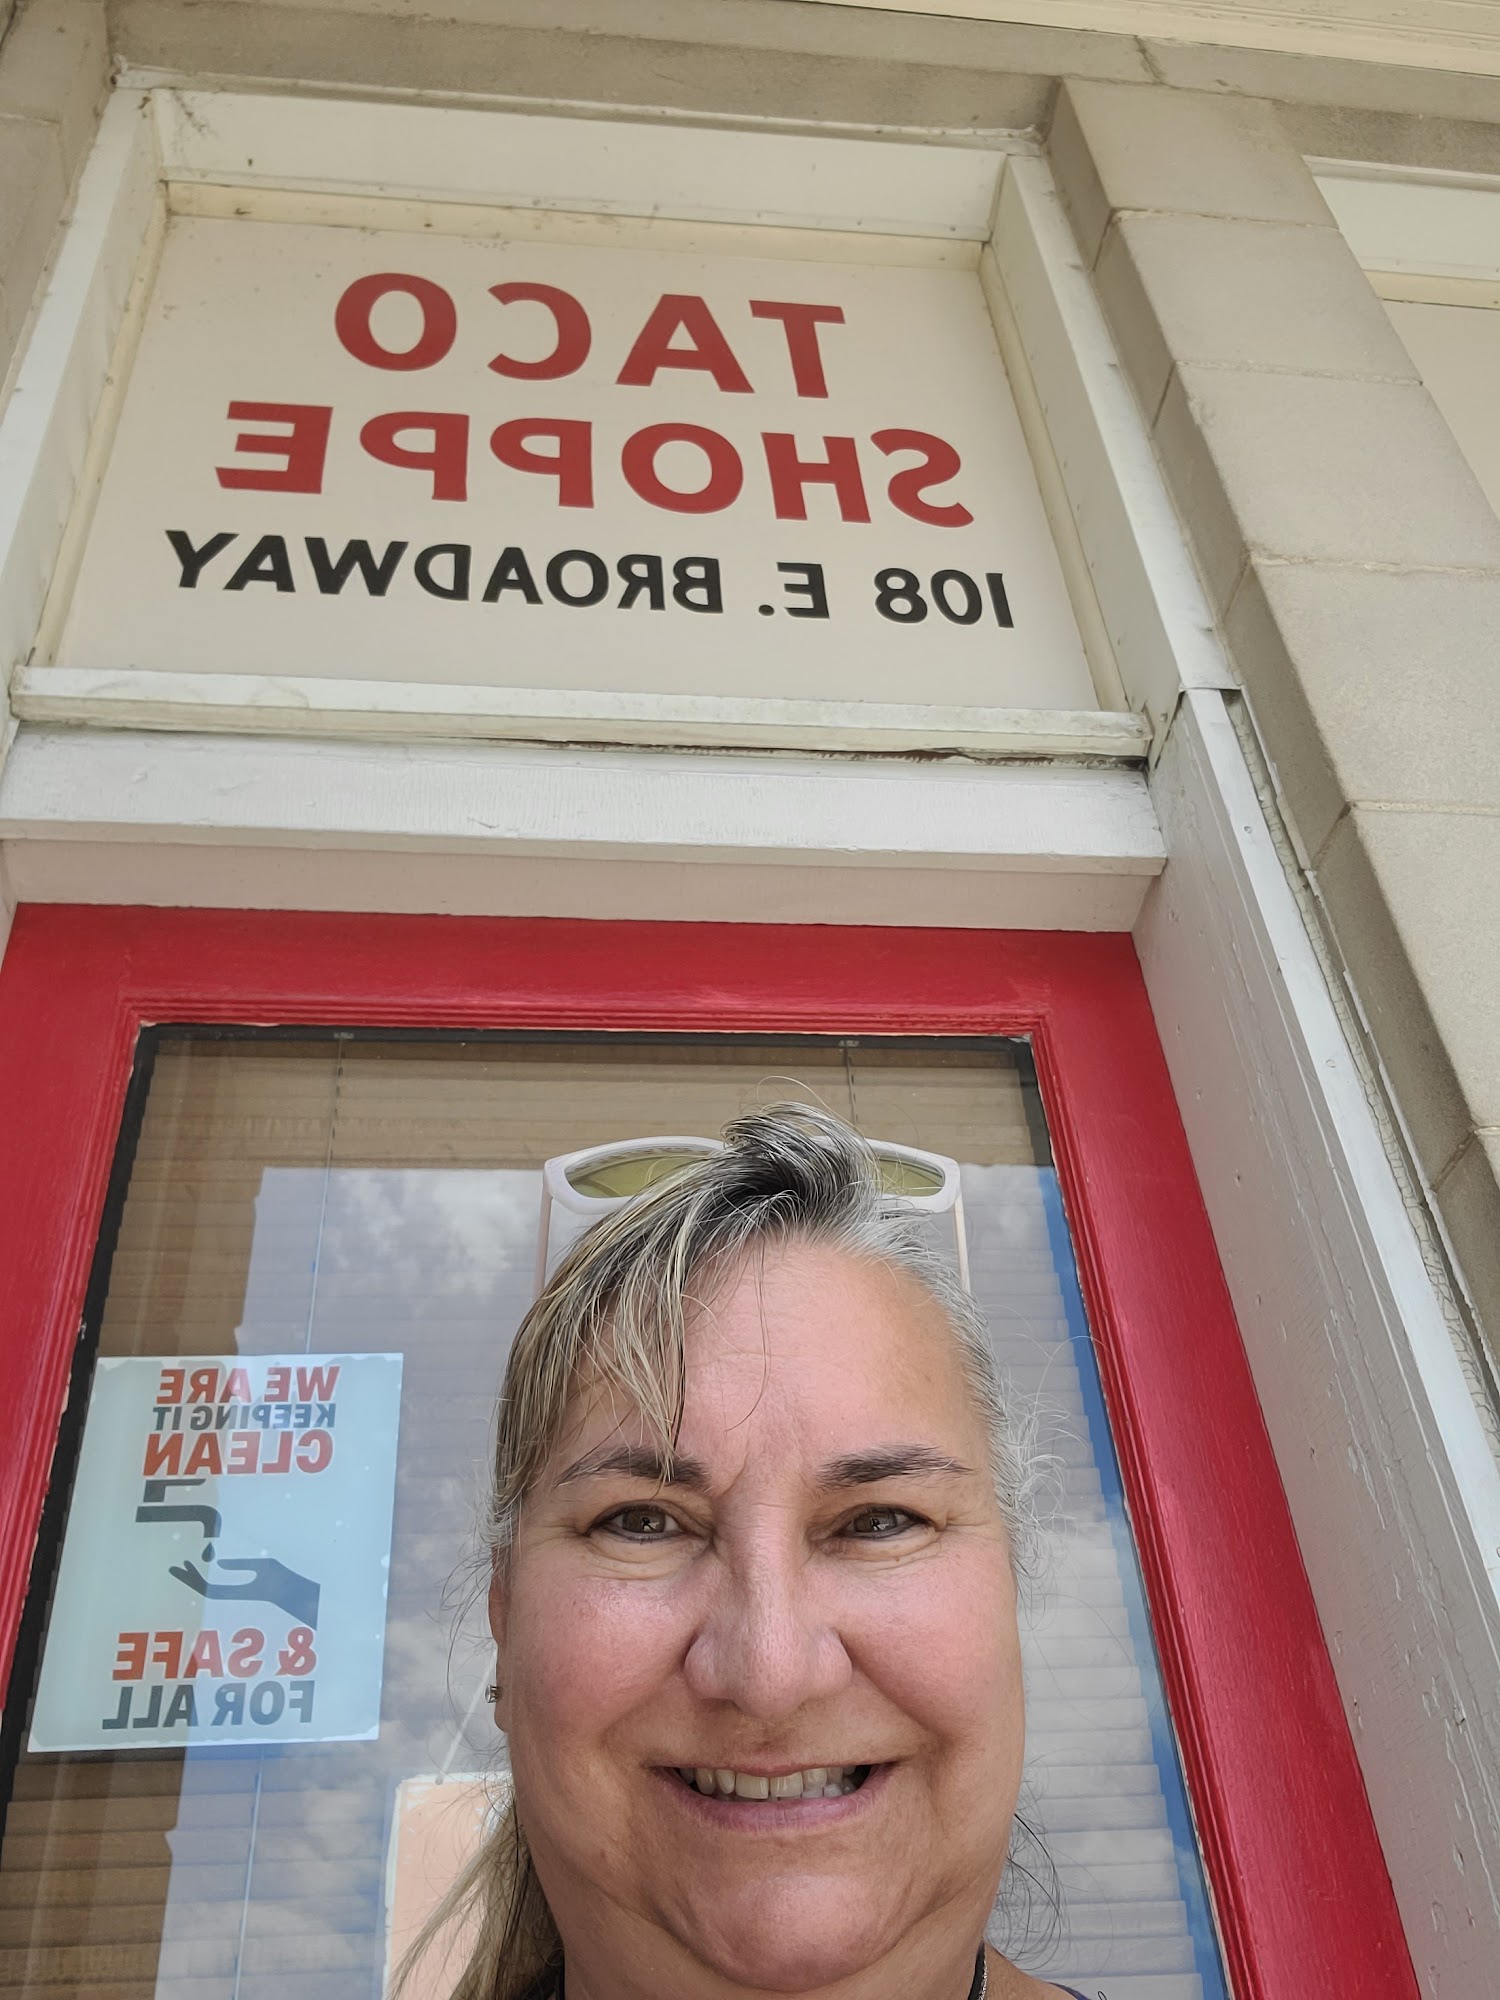 TACO
SHOPPE
108 E. BROADWAY
WE ARE
KEEPING IT
CLEAN
& SAFE
FOR ALL